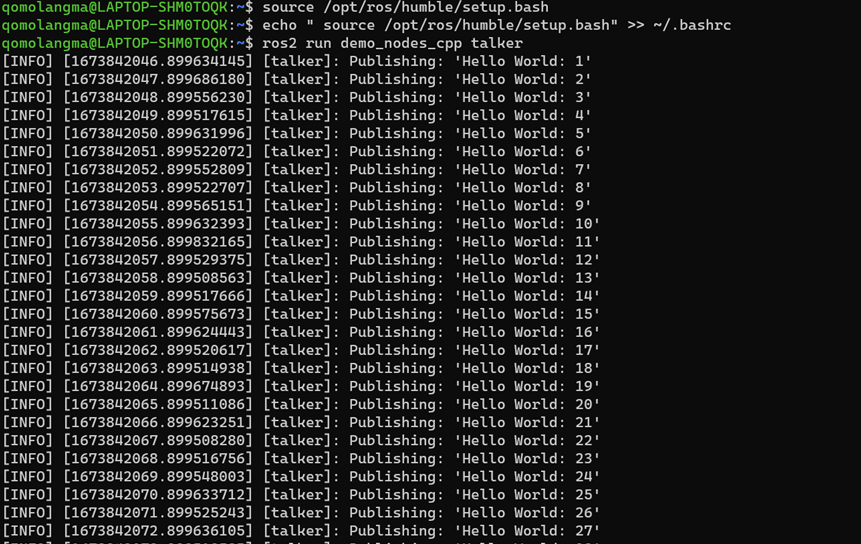 qomolangma@LAPTOP-SHM0TOQK:~$ source /opt/ros/humble/setup.bash
qomolangma@LAPTOP-SHM0TOQK:~$ echo " source /opt/ros/humble/setup.bash" >> ~/.bashrc
qomolangma@LAPTOP-SHM0TOQK:~$ ros2 run demo_nodes_cpp talker
[INFO] [1673842046.899634145] [talker]: Publishing: 'Hello World: 1'
[INFO] [1673842047.899686180] [talker]: Publishing: 'Hello World: 2'
[INFO] [1673842048.899556230] [talker]: Publishing: 'Hello World: 3'
[INFO] [1673842049.899517615] [talker]: Publishing: 'Hello World: 4'
[INFO] [1673842050.899631996] [talker]: Publishing: 'Hello World: 5'
[INFO] [1673842051.899522072] [talker]: Publishing: 'Hello World: 6'
[INFO] [1673842052.899552809] [talker]: Publishing: 'Hello World: 7'
[INFO] [1673842053.899522707] [talker]: Publishing: 'Hello World: 8'
[INFO] [1673842054.899565151] [talker]: Publishing: 'Hello World: 9'
[INFO] [1673842055.899632393] [talker]: Publishing: 'Hello World: 10'
[INFO] [1673842056.899832165] [talker]: Publishing: 'Hello World: 11'
[INFO] [1673842057.899529375] [talker]: Publishing: 'Hello World: 12'
[INFO] [1673842058.899508563] [talker]: Publishing: 'Hello World: 13'
[INFO] [1673842059.899517666] [talker]: Publishing: 'Hello World: 14'
[INFO] [1673842060.899575673] [talker]: Publishing: 'Hello World: 15'
[INFO] [1673842061.899624443] [talker]: Publishing: 'Hello World: 16'
[INFO] [1673842062.899520617] [talker]: Publishing: 'Hello World: 17'
[INFO] [1673842063.899514938] [talker]: Publishing: 'Hello World: 18'
[INFO] [1673842064.899674893] [talker]: Publishing: 'Hello World: 19'
[INFO] [1673842065.899511086] [talker]: Publishing: 'Hello World: 20'
[INFO] [1673842066.899623251] [talker]: Publishing: 'Hello World: 21'
[INFO] [1673842067.899508280] [talker]: Publishing: 'Hello World: 22'
[INFO] [1673842068.899516756] [talker]: Publishing: 'Hello World: 23'
[INFO] [1673842069.899548003] [talker]: Publishing: 'Hello World: 24'
[INFO] [1673842070.899633712] [talker]: Publishing: 'Hello World: 25'
[INFO] [1673842071.899525243] [talker]: Publishing: 'Hello World: 26'
[INFO] [1673842072.899636105] [talker]: Publishing: 'Hello World: 27'